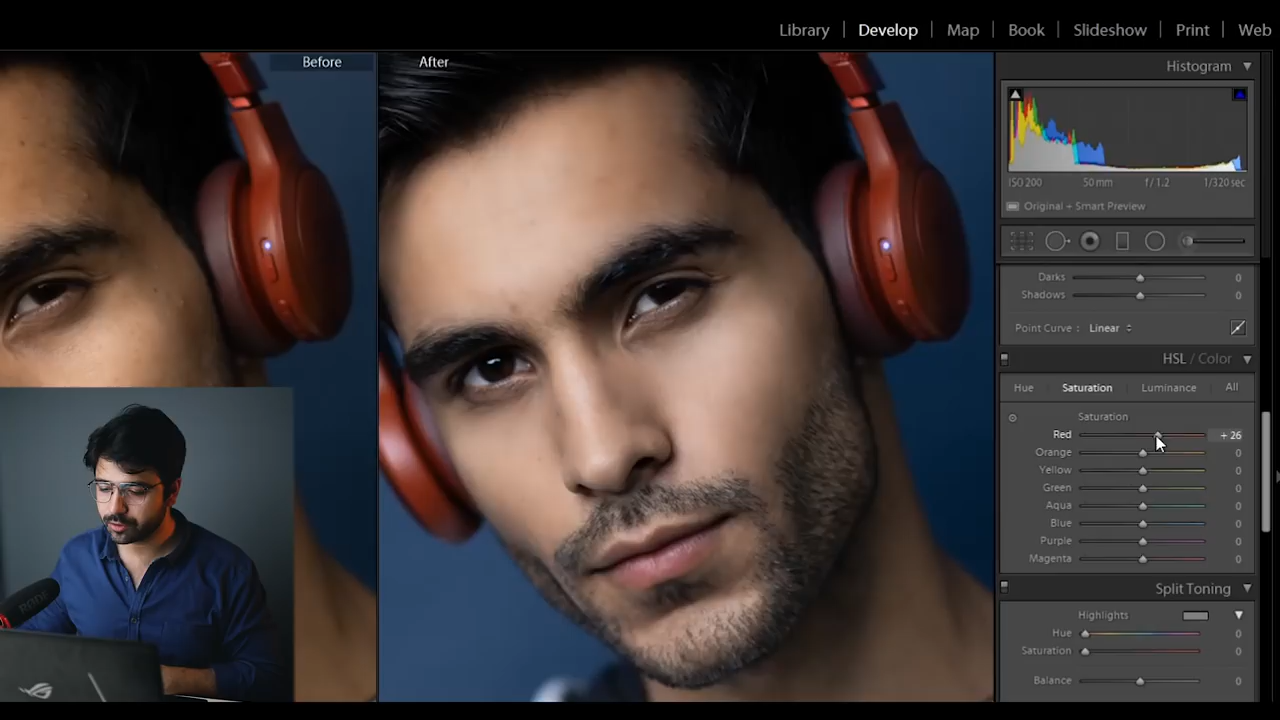 Library | Develop | Map | Book | Slideshow | Print | Web
Before
After
Histogram
ISO 200 50 mm f / 1.2 1/320 sec
Original + Smart Preview
Darks 0
Shadows 0
Point Curve : Linear
HSL / Color
Hue Saturation Luminance All
Saturation
Red + 26
Orange 0
Yellow 0
Green 0
Aqua 0
Blue 0
Purple 0
Magenta 0
Split Toning
Highlights
Hue 0
Saturation 0
Balance 0
RODE